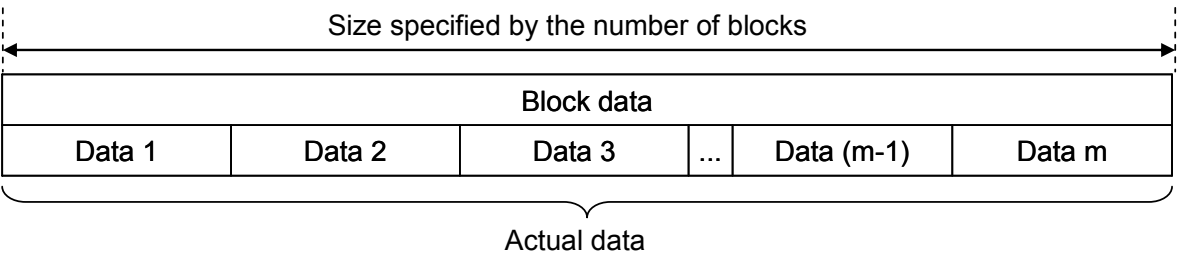 Size specified by the number of blocks
Block data
Data 1 Data 2 Data 3 ... Data (m-1) Data m
Actual data